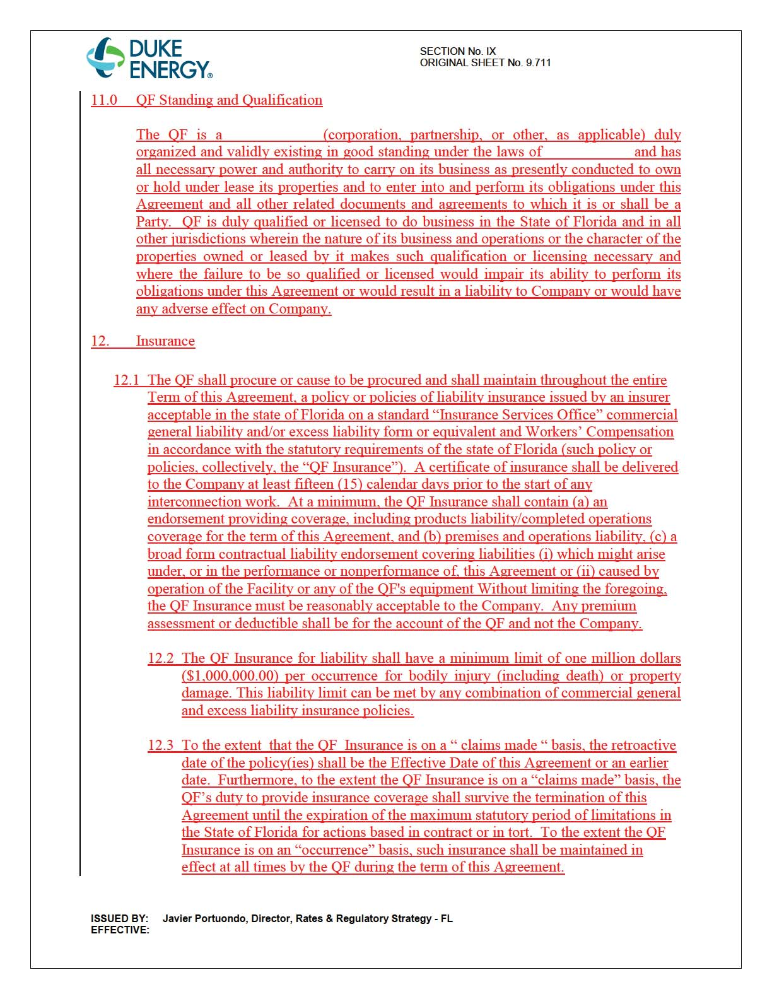 DUKE
ENERGY®
SECTION No. IX
ORIGINAL SHEET No. 9.711
11.0 QF Standing and Qualification
The QF is a (corporation, partnership, or other, as applicable) duly
organized and validly existing in good standing under the laws of and has
all necessary power and authority to carry on its business as presently conducted to own
or hold under lease its properties and to enter into and perform its obligations under this
Agreement and all other related documents and agreements to which it is or shall be a
Party. QF is duly qualified or licensed to do business in the State of Florida and in all
other jurisdictions wherein the nature of its business and operations or the character of the
properties owned or leased by it makes such qualification or licensing necessary and
where the failure to be so qualified or licensed would impair its ability to perform its
obligations under this Agreement or would result in a liability to Company or would have
any adverse effect on Company.
12. Insurance
12.1 The QF shall procure or cause to be procured and shall maintain throughout the entire
Term of this Agreement, a policy or policies of liability insurance issued by an insurer
acceptable in the state of Florida on a standard “Insurance Services Office” commercial
general liability and/or excess liability form or equivalent and Workers’ Compensation
in accordance with the statutory requirements of the state of Florida (such policy or
policies, collectively, the “QF Insurance”). A certificate of insurance shall be delivered
to the Company at least fifteen (15) calendar days prior to the start of any
interconnection work. At a minimum, the QF Insurance shall contain (a) an
endorsement providing coverage, including products liability/completed operations
coverage for the term of this Agreement, and (b) premises and operations liability, (c) a
broad form contractual liability endorsement covering liabilities (i) which might arise
under, or in the performance or nonperformance of, this Agreement or (ii) caused by
operation of the Facility or any of the QF's equipment Without limiting the foregoing,
the QF Insurance must be reasonably acceptable to the Company. Any premium
assessment or deductible shall be for the account of the QF and not the Company.
12.2 The QF Insurance for liability shall have a minimum limit of one million dollars
($1,000,000.00) per occurrence for bodily injury (including death) or property
damage. This liability limit can be met by any combination of commercial general
and excess liability insurance policies.
12.3 To the extent that the QF Insurance is on a “ claims made “ basis, the retroactive
date of the policy(ies) shall be the Effective Date of this Agreement or an earlier
date. Furthermore, to the extent the QF Insurance is on a “claims made” basis, the
QF’s duty to provide insurance coverage shall survive the termination of this
Agreement until the expiration of the maximum statutory period of limitations in
the State of Florida for actions based in contract or in tort. To the extent the QF
Insurance is on an “occurrence” basis, such insurance shall be maintained in
effect at all times by the QF during the term of this Agreement.
ISSUED BY: Javier Portuondo, Director, Rates & Regulatory Strategy - FL
EFFECTIVE: